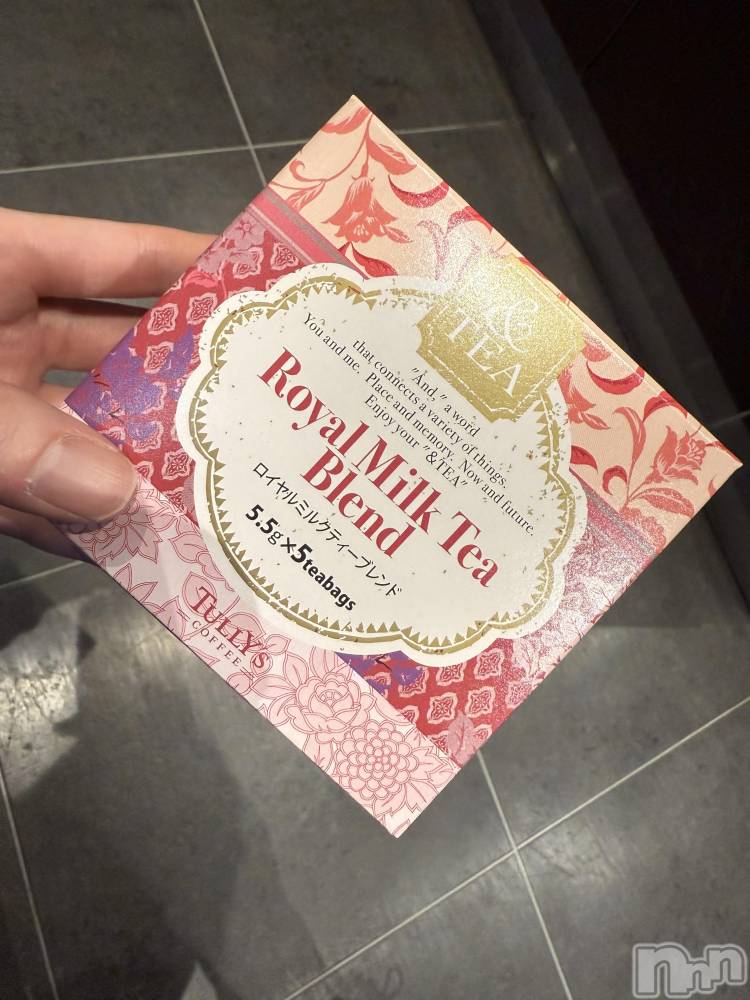 &
TEA
"And," a word
that connects a variety of things.
You and me. Place and memory. Now and future.
Enjoy your "&TEA"
Royal Milk Tea
Blend
ロイヤルミルクティーブレンド
5.5g×5teabags
TULLY'S
COFFEE
nnn